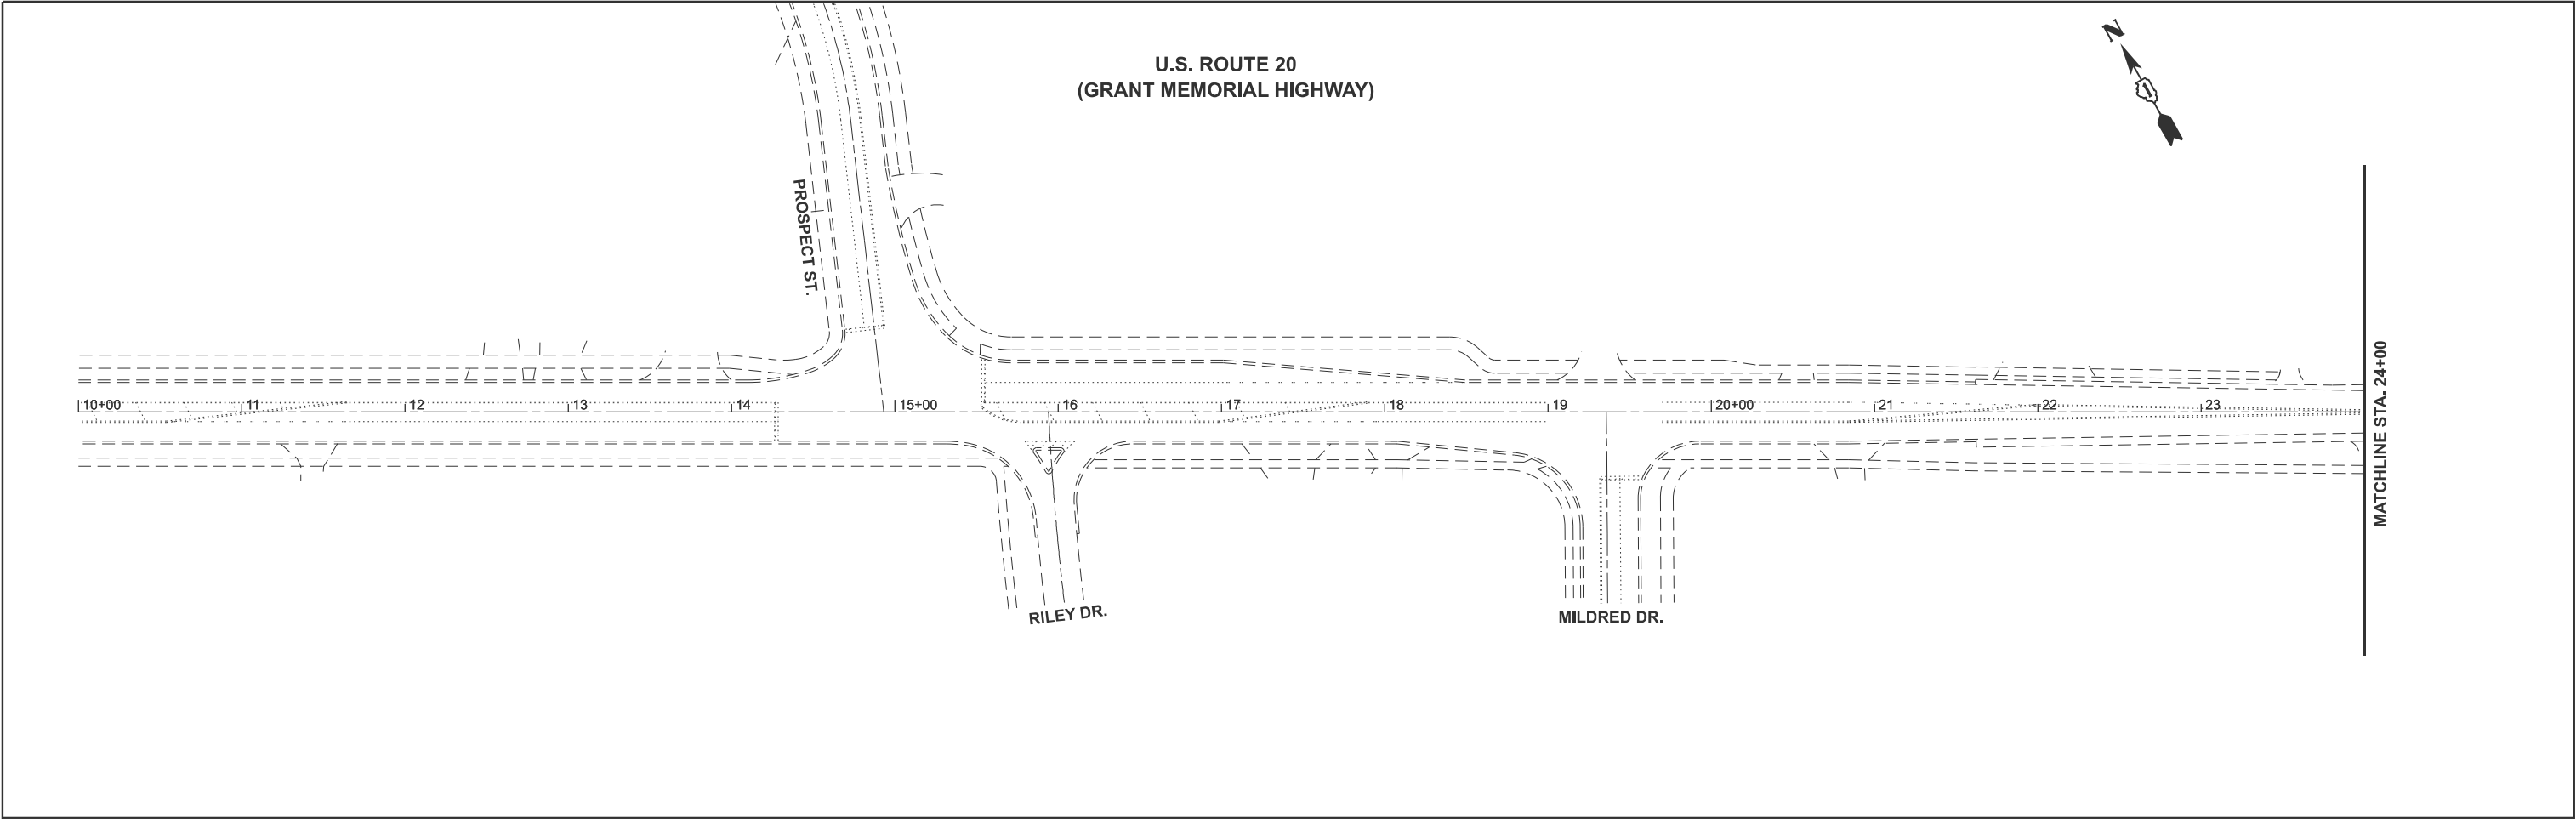 U.S. ROUTE 20
(GRANT MEMORIAL HIGHWAY)
N
PROSPECT ST.
10+00
11
12
13
14
15+00
16
17
18
19
20+00
21
22
23
MATCHLINE STA. 24+00
RILEY DR.
MILDRED DR.